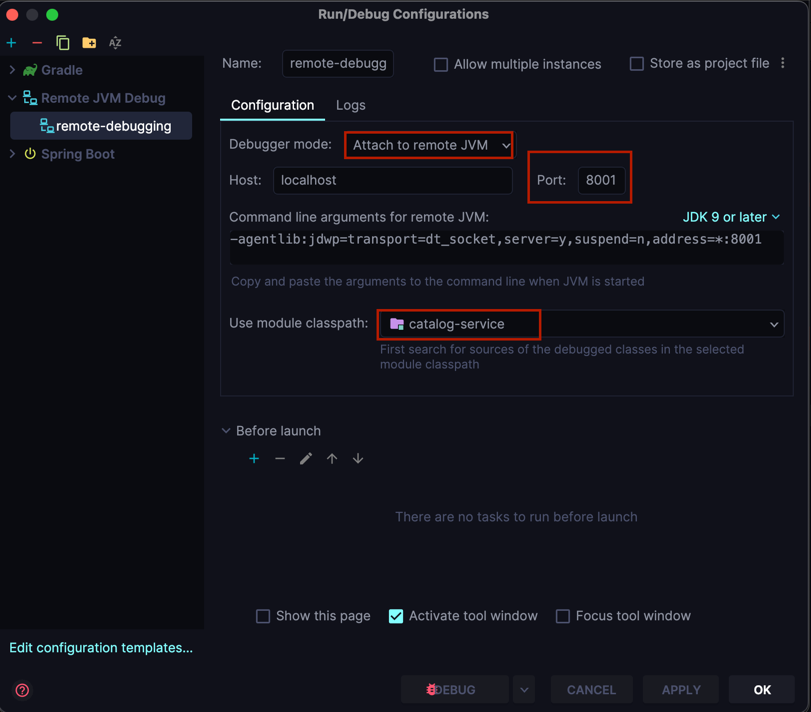 Run/Debug Configurations
Gradle
Remote JVM Debug
remote-debugging
Spring Boot
Edit configuration templates...
Name: remote-debugg Allow multiple instances Store as project file
Configuration Logs
Debugger mode: Attach to remote JVM
Host: localhost Port: 8001
Command line arguments for remote JVM: JDK 9 or later
-agentlib:jdwp=transport=dt_socket,server=y,suspend=n,address=*:8001
Copy and paste the arguments to the command line when JVM is started
Use module classpath: catalog-service
First search for sources of the debugged classes in the selected
module classpath
Before launch
There are no tasks to run before launch
Show this page Activate tool window Focus tool window
DEBUG CANCEL APPLY OK